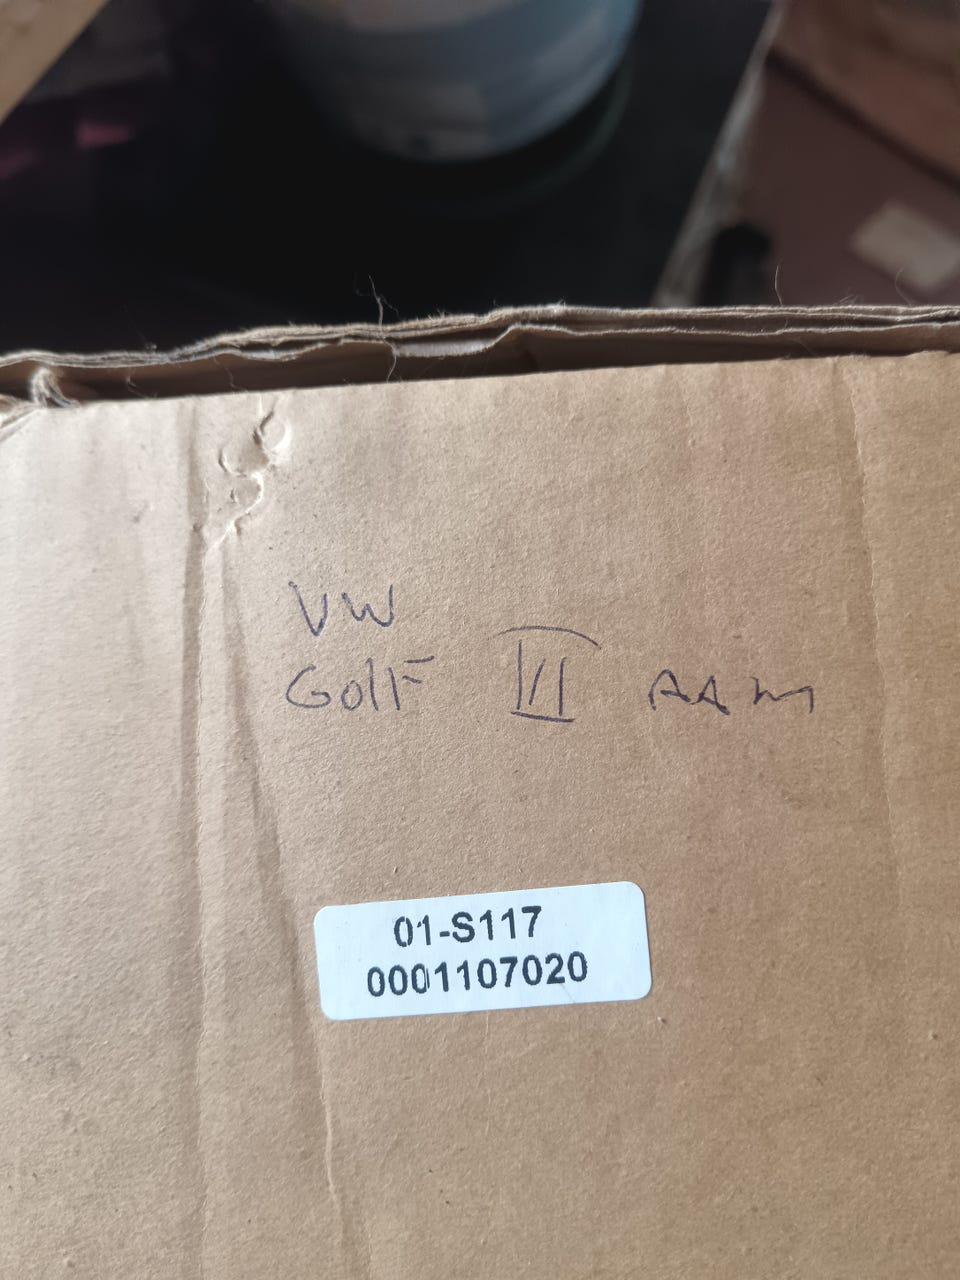 VW
Golf III AAM
01-S117
0001107020